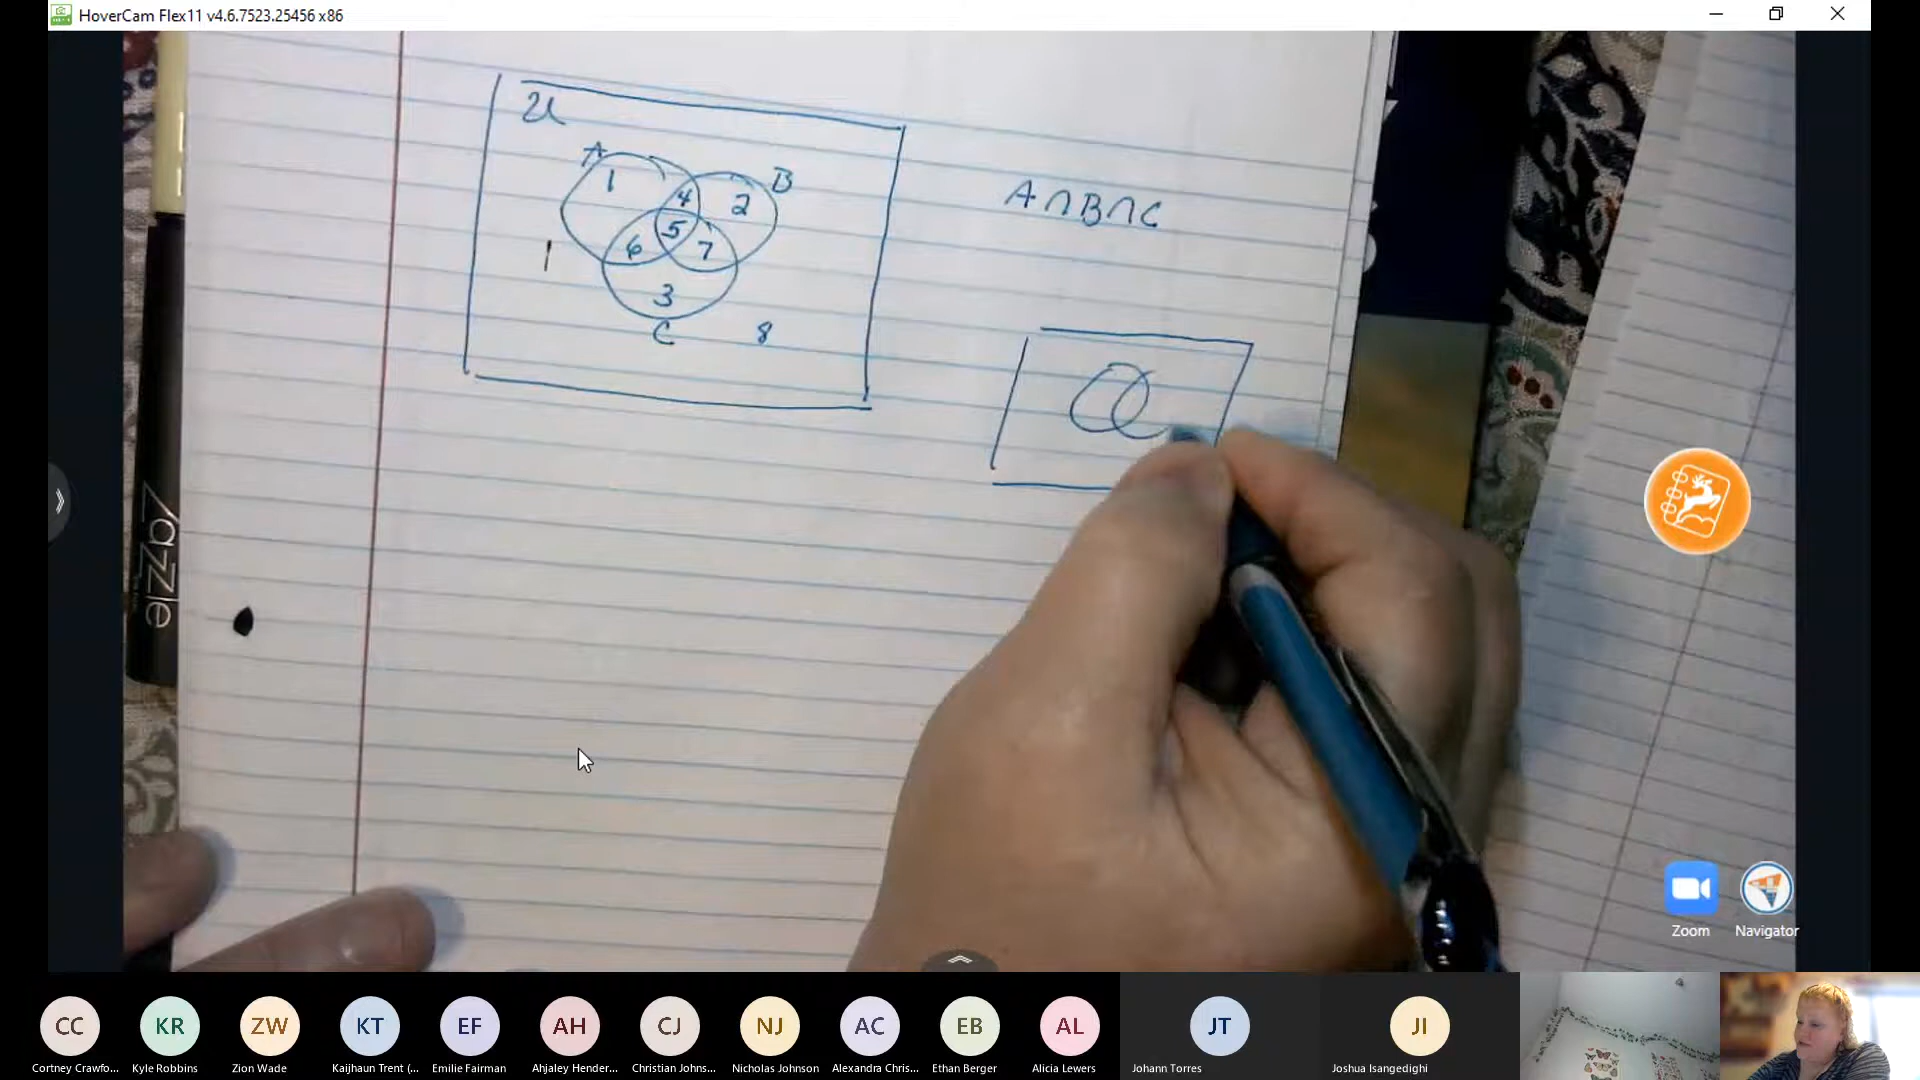 HoverCam Flex11 v4.6.7523.25456 x86
U
A
1
4
2
B
5
6
7
3
C
8
A∩B∩C
Zazzle
Zoom
Navigator
CC
KR
ZW
KT
EF
AH
CJ
NJ
AC
EB
AL
JT
JI
Cortney Crawfo...
Kyle Robbins
Zion Wade
Kaijhaun Trent (...
Emilie Fairman
Ahjaley Hender...
Christian Johns...
Nicholas Johnson
Alexandra Chris...
Ethan Berger
Alicia Lewers
Johann Torres
Joshua Isangedighi